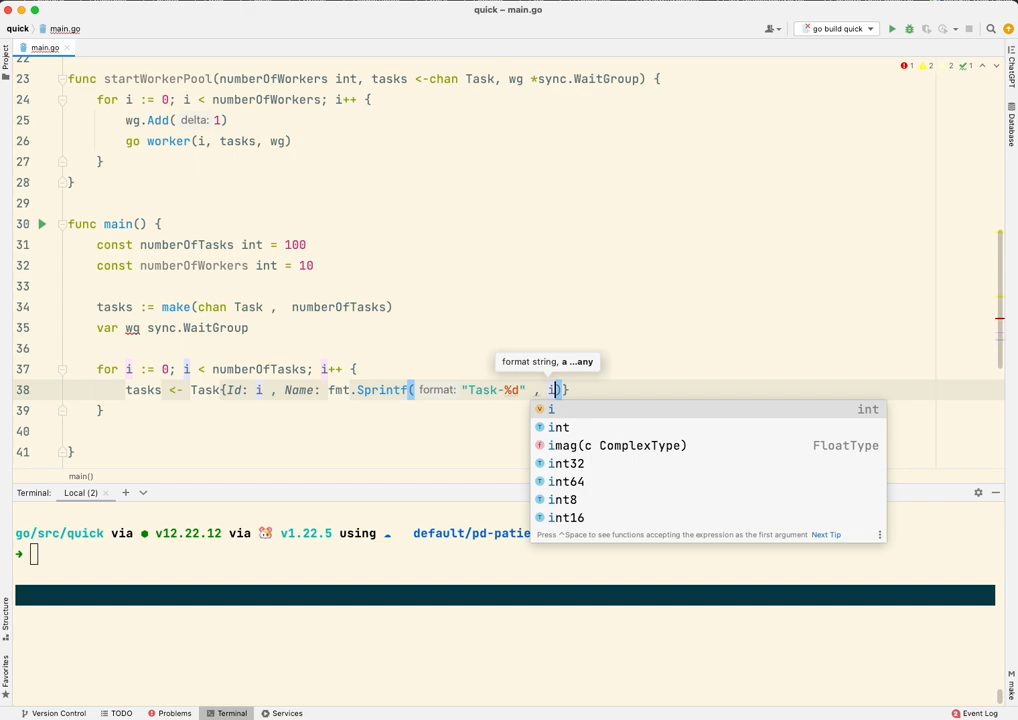 quick – main.go
quick
main.go
go build quick
main.go
Project
22
23 func startWorkerPool(numberOfWorkers int, tasks <-chan Task, wg *sync.WaitGroup) {
1 2 2 1
24 for i := 0; i < numberOfWorkers; i++ {
25 wg.Add( delta: 1)
26 go worker(i, tasks, wg)
27 }
28 }
29
30 func main() {
31 const numberOfTasks int = 100
32 const numberOfWorkers int = 10
33
34 tasks := make(chan Task , numberOfTasks)
35 var wg sync.WaitGroup
36
format string, a ...any
37 for i := 0; i < numberOfTasks; i++ {
38 tasks <- Task{Id: i , Name: fmt.Sprintf( format: "Task-%d" , i)}
39 }
40
41 }
i int
int
imag(c ComplexType) FloatType
int32
int64
int8
int16
Press ^Space to see functions accepting the expression as the first argument Next Tip
main()
Terminal: Local (2)
go/src/quick via v12.22.12 via v1.22.5 using default/pd-patie
ChatGPT
Database
make
Structure
Favorites
Version Control TODO Problems Terminal Services Event Log